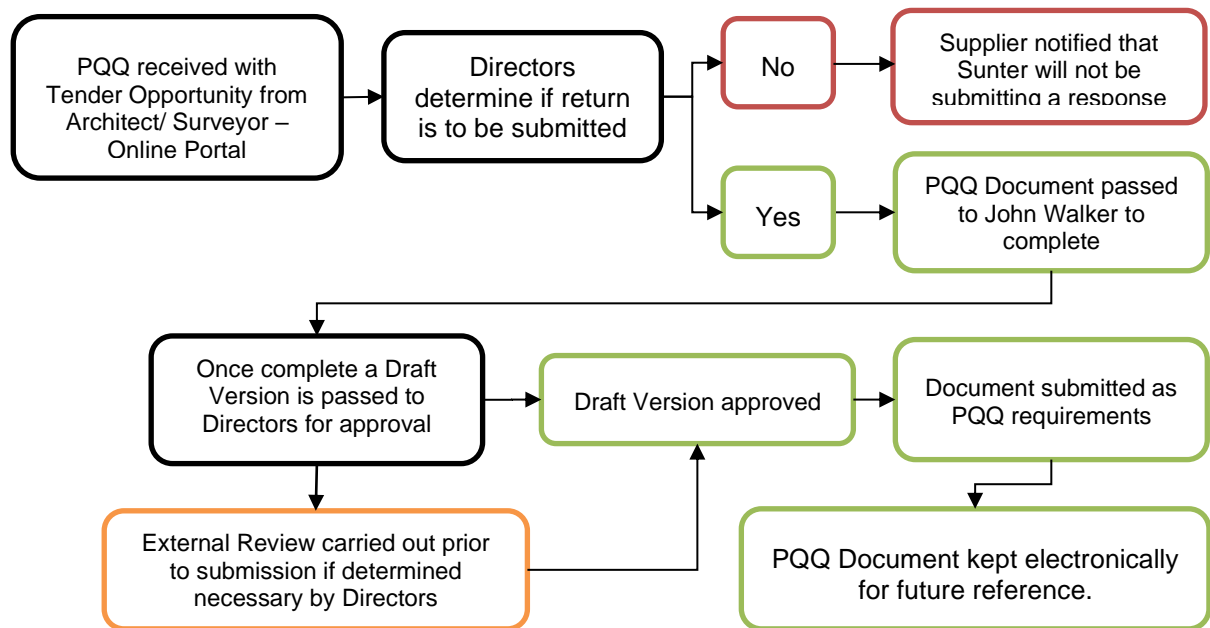 PQQ received with
Tender Opportunity from
Architect/ Surveyor –
Online Portal
Directors
determine if return
is to be submitted
No
Supplier notified that
Sunter will not be
submitting a response
Yes
PQQ Document passed
to John Walker to
complete
Once complete a Draft
Version is passed to
Directors for approval
Draft Version approved
Document submitted as
PQQ requirements
External Review carried out prior
to submission if determined
necessary by Directors
PQQ Document kept electronically
for future reference.